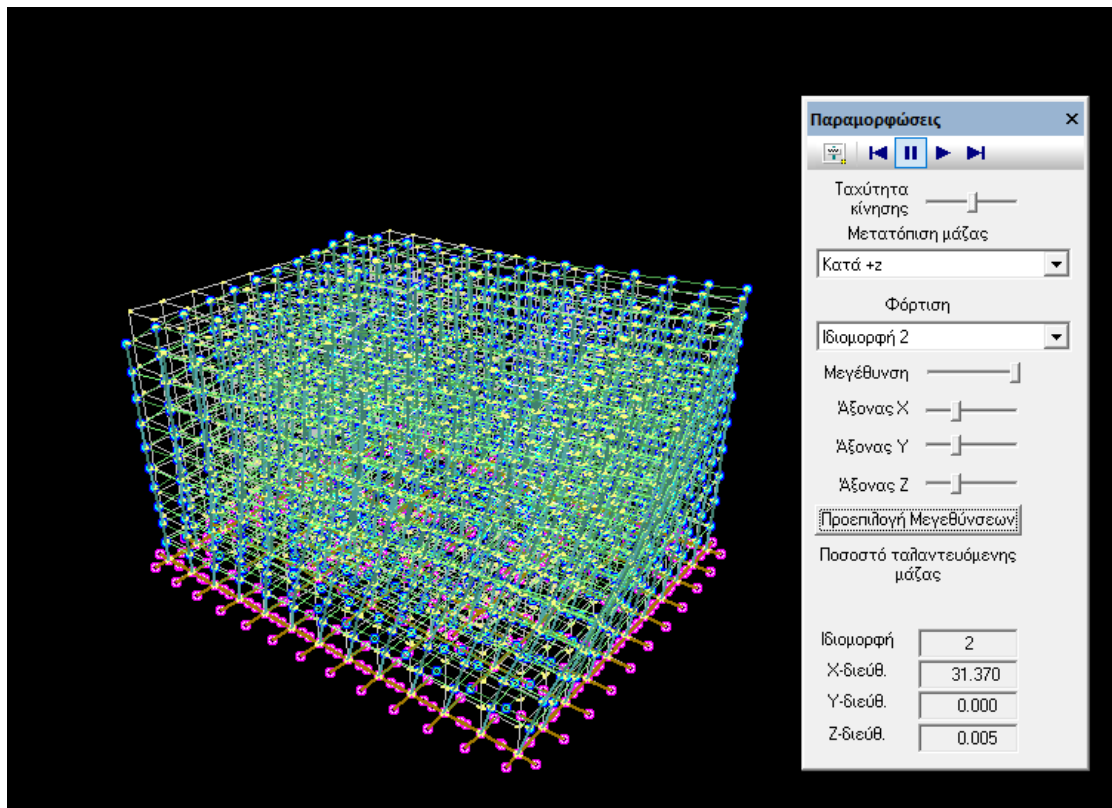 Παραμορφώσεις
Ταχύτητα
κίνησης
Μετατόπιση μάζας
Κατά +z
Φόρτιση
Ιδιομορφή 2
Μεγέθυνση
Άξονας X
Άξονας Y
Άξονας Z
Προεπιλογή Μεγεθύνσεων
Ποσοστό ταλαντευόμενης
μάζας
Ιδιομορφή 2
X-διεύθ. 31.370
Y-διεύθ. 0.000
Z-διεύθ. 0.005